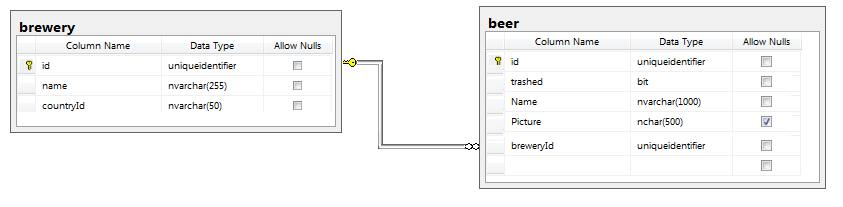 brewery
Column Name Data Type Allow Nulls
id uniqueidentifier
name nvarchar(255)
countryId nvarchar(50)
beer
Column Name Data Type Allow Nulls
id uniqueidentifier
trashed bit
Name nvarchar(1000)
Picture nchar(500)
breweryId uniqueidentifier